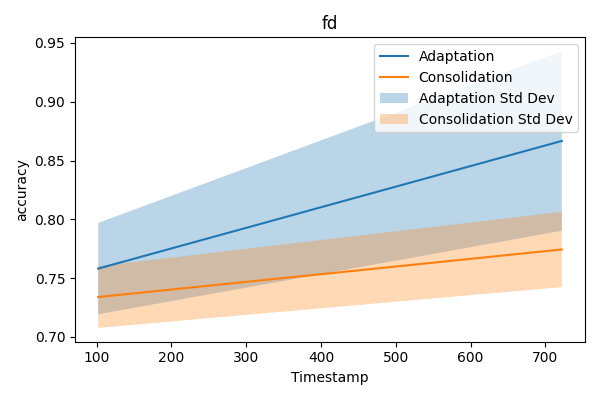 fd
0.95
0.90
0.85
0.80
0.75
0.70
accuracy
Adaptation
Consolidation
Adaptation Std Dev
Consolidation Std Dev
100 200 300 400 500 600 700
Timestamp